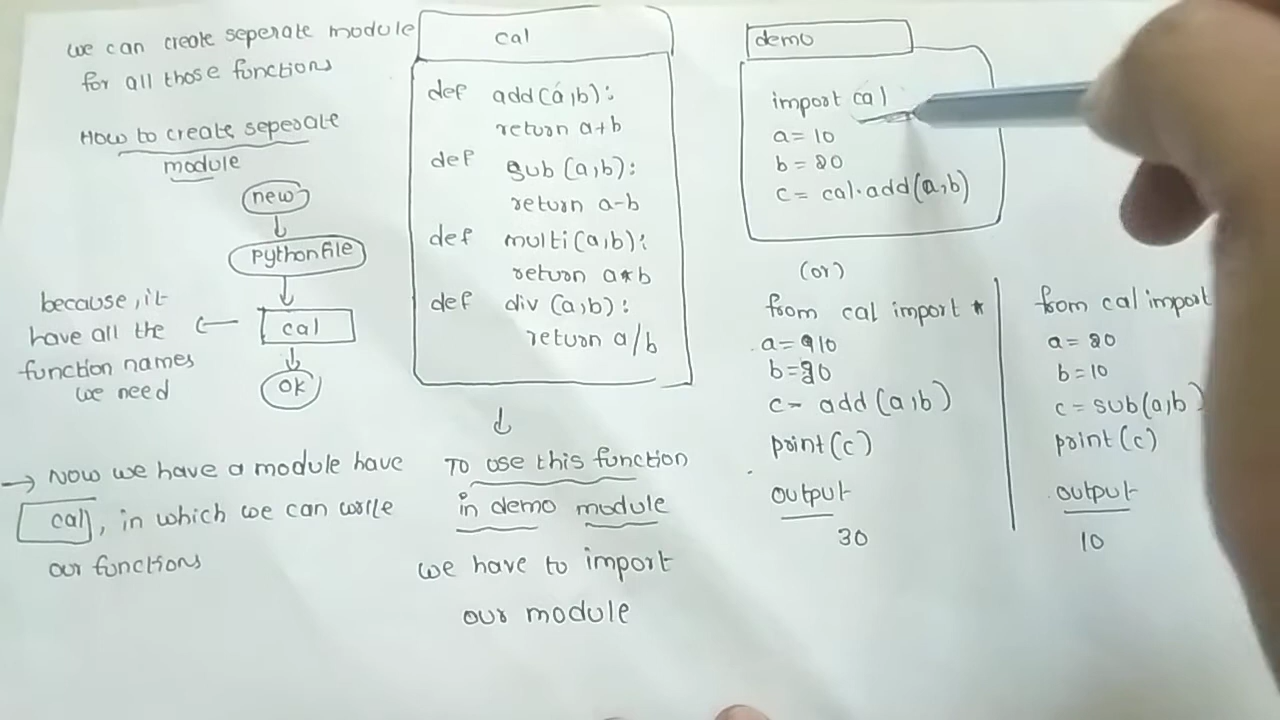 we can create seperate module
for all those functions
How to create seperate
module
new
Python file
cal
ok
because, it
have all the
function names
we need
→ Now we have a module have
cal, in which we can write
our functions
cal
def add(a,b):
return a+b
def sub(a,b):
return a-b
def multi(a,b):
return a*b
def div(a,b):
return a/b
To use this function
in demo module
we have to import
our module
demo
import cal
a=10
b=20
c= cal.add(a,b)
(or)
from cal import *
a=10
b=20
c= add(a,b)
print(c)
output
30
from cal import
a=20
b=10
c=sub(a,b)
print(c)
output
10